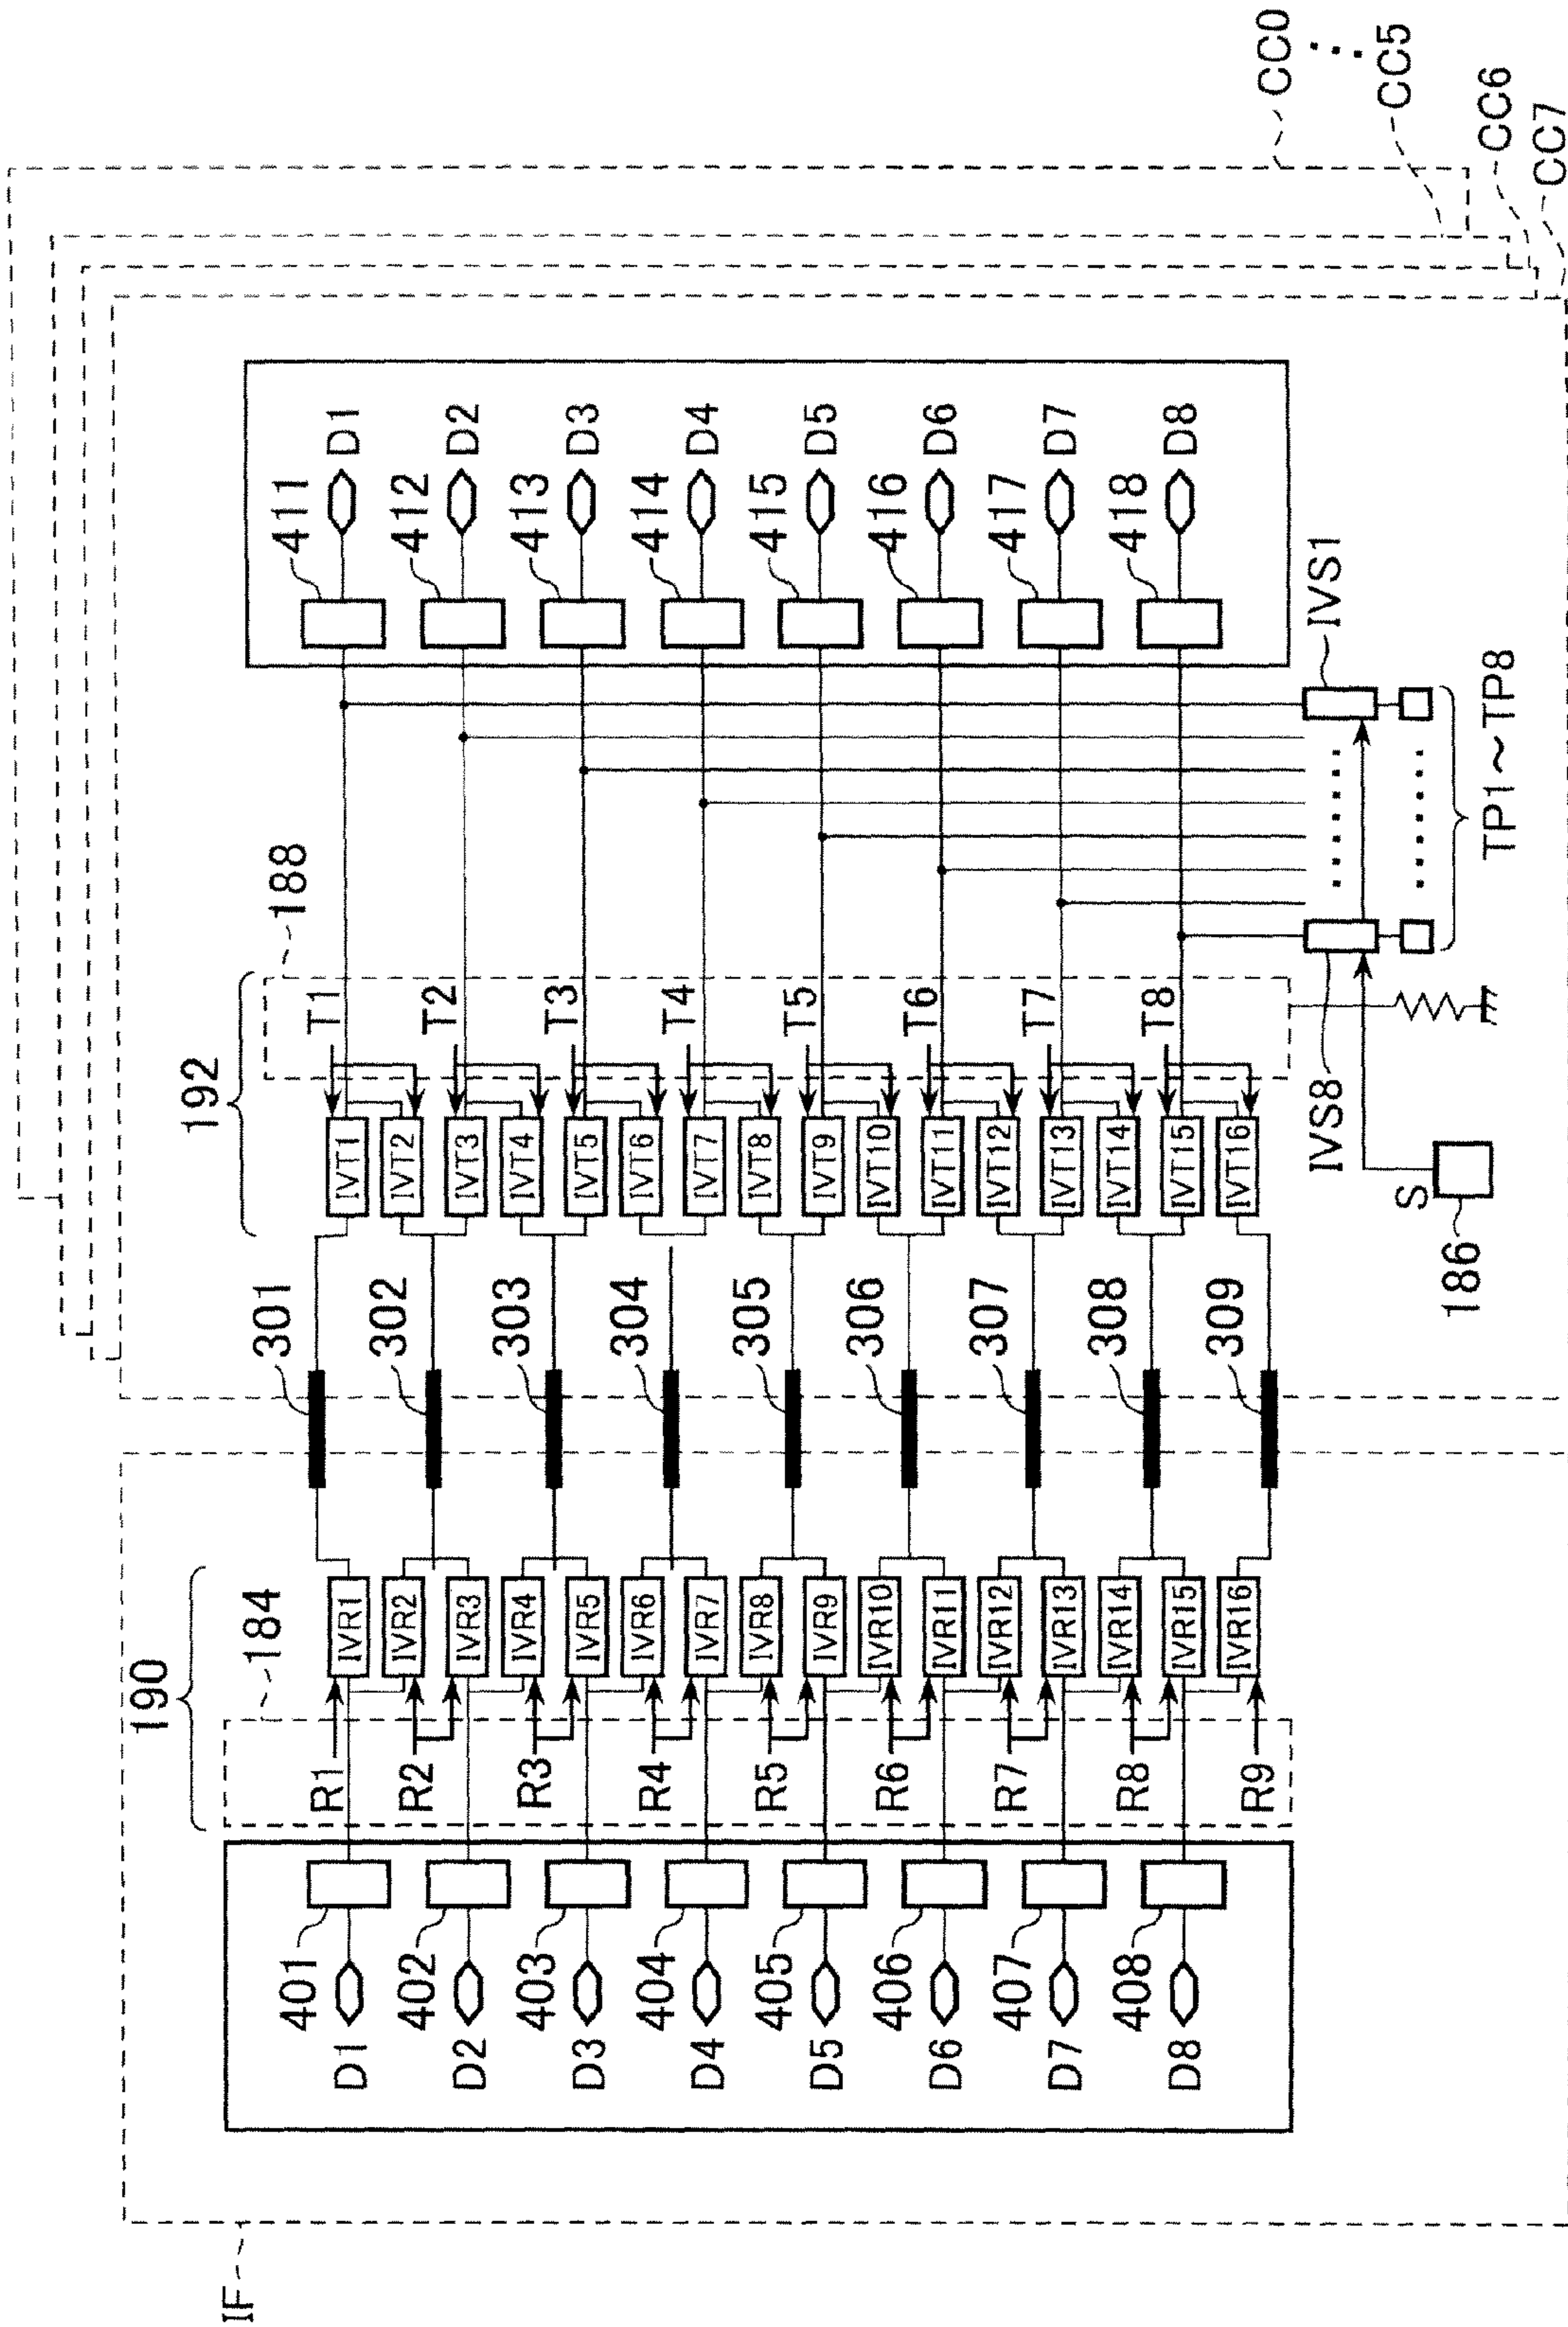 CC0
CC5
CC6
CC7
411 D1
412 D2
413 D3
414 D4
415 D5
416 D6
417 D7
418 D8
IVS1
TP1~TP8
188
192
T1
T2
T3
T4
T5
T6
T7
T8
IVS8
S
186
IVT1
IVT2
IVT3
IVT4
IVT5
IVT6
IVT7
IVT8
IVT9
IVT10
IVT11
IVT12
IVT13
IVT14
IVT15
IVT16
301
302
303
304
305
306
307
308
309
190
184
IVR1
IVR2
IVR3
IVR4
IVR5
IVR6
IVR7
IVR8
IVR9
IVR10
IVR11
IVR12
IVR13
IVR14
IVR15
IVR16
R1
R2
R3
R4
R5
R6
R7
R8
R9
401
402
403
404
405
406
407
408
D1
D2
D3
D4
D5
D6
D7
D8
IF